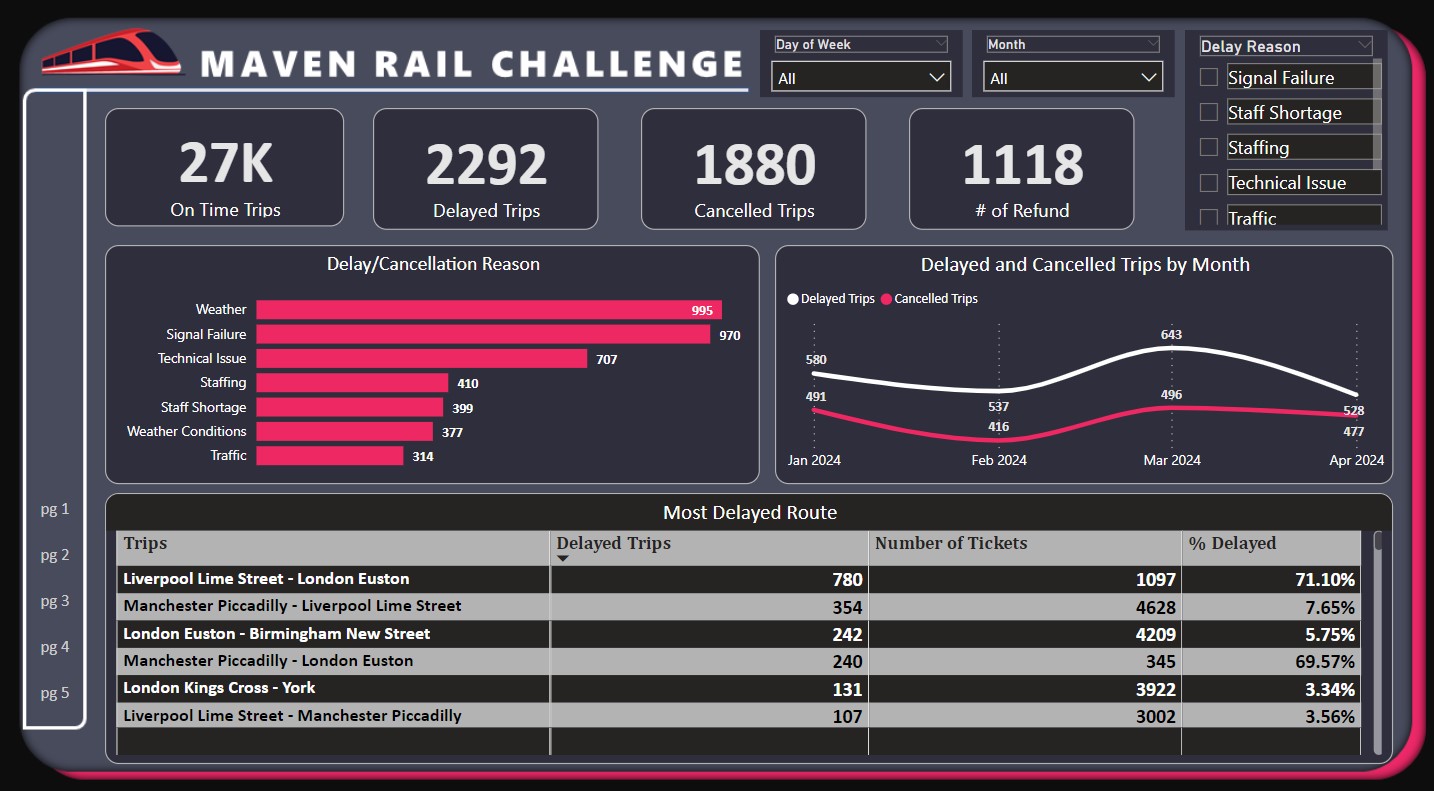 MAVEN RAIL CHALLENGE
Day of Week
All
Month
All
Delay Reason
Signal Failure
Staff Shortage
Staffing
Technical Issue
Traffic
27K
On Time Trips
2292
Delayed Trips
1880
Cancelled Trips
1118
# of Refund
Delay/Cancellation Reason
Weather 995
Signal Failure 970
Technical Issue 707
Staffing 410
Staff Shortage 399
Weather Conditions 377
Traffic 314
Delayed and Cancelled Trips by Month
Delayed Trips Cancelled Trips
643
580
491
496
537
528
416
477
Jan 2024 Feb 2024 Mar 2024 Apr 2024
pg 1
pg 2
pg 3
pg 4
pg 5
Most Delayed Route
Trips Delayed Trips Number of Tickets % Delayed
Liverpool Lime Street - London Euston 780 1097 71.10%
Manchester Piccadilly - Liverpool Lime Street 354 4628 7.65%
London Euston - Birmingham New Street 242 4209 5.75%
Manchester Piccadilly - London Euston 240 345 69.57%
London Kings Cross - York 131 3922 3.34%
Liverpool Lime Street - Manchester Piccadilly 107 3002 3.56%